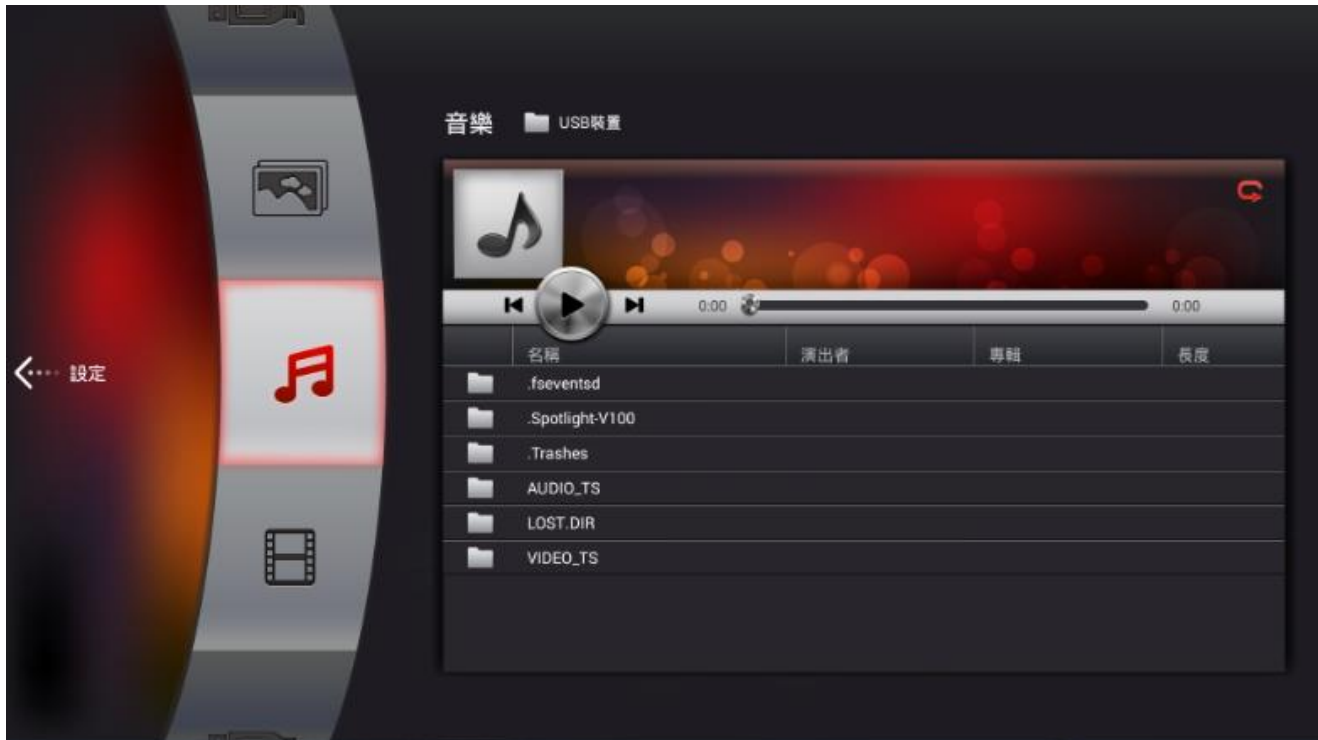 音樂 USB裝置
0:00 0:00
名稱 演出者 專輯 長度
設定
.fseventsd
.Spotlight-V100
.Trashes
AUDIO_TS
LOST.DIR
VIDEO_TS